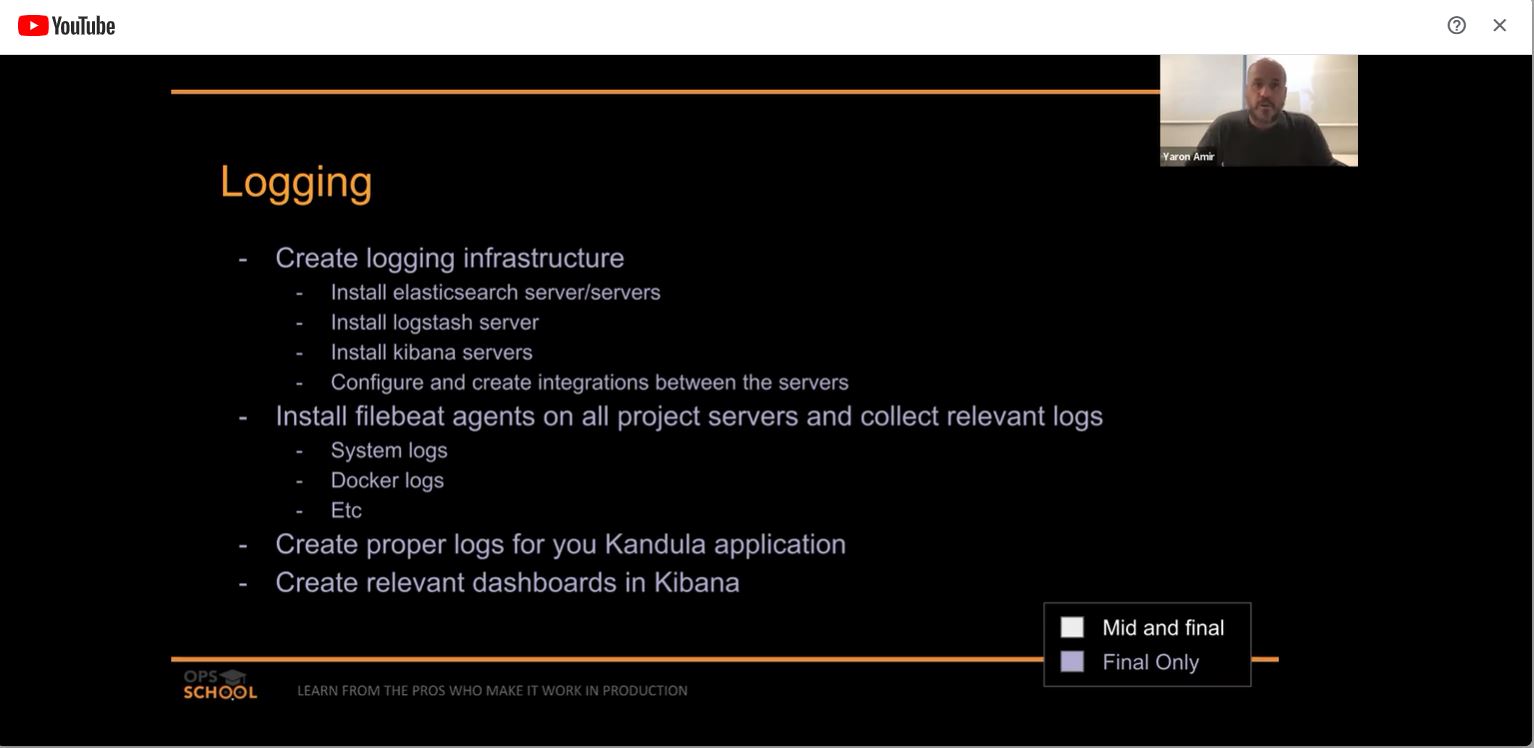 YouTube
Yaron Amir
Logging
- Create logging infrastructure
- Install elasticsearch server/servers
- Install logstash server
- Install kibana servers
- Configure and create integrations between the servers
- Install filebeat agents on all project servers and collect relevant logs
- System logs
- Docker logs
- Etc
- Create proper logs for you Kandula application
- Create relevant dashboards in Kibana
Mid and final
Final Only
OPS
SCHOOL
LEARN FROM THE PROS WHO MAKE IT WORK IN PRODUCTION